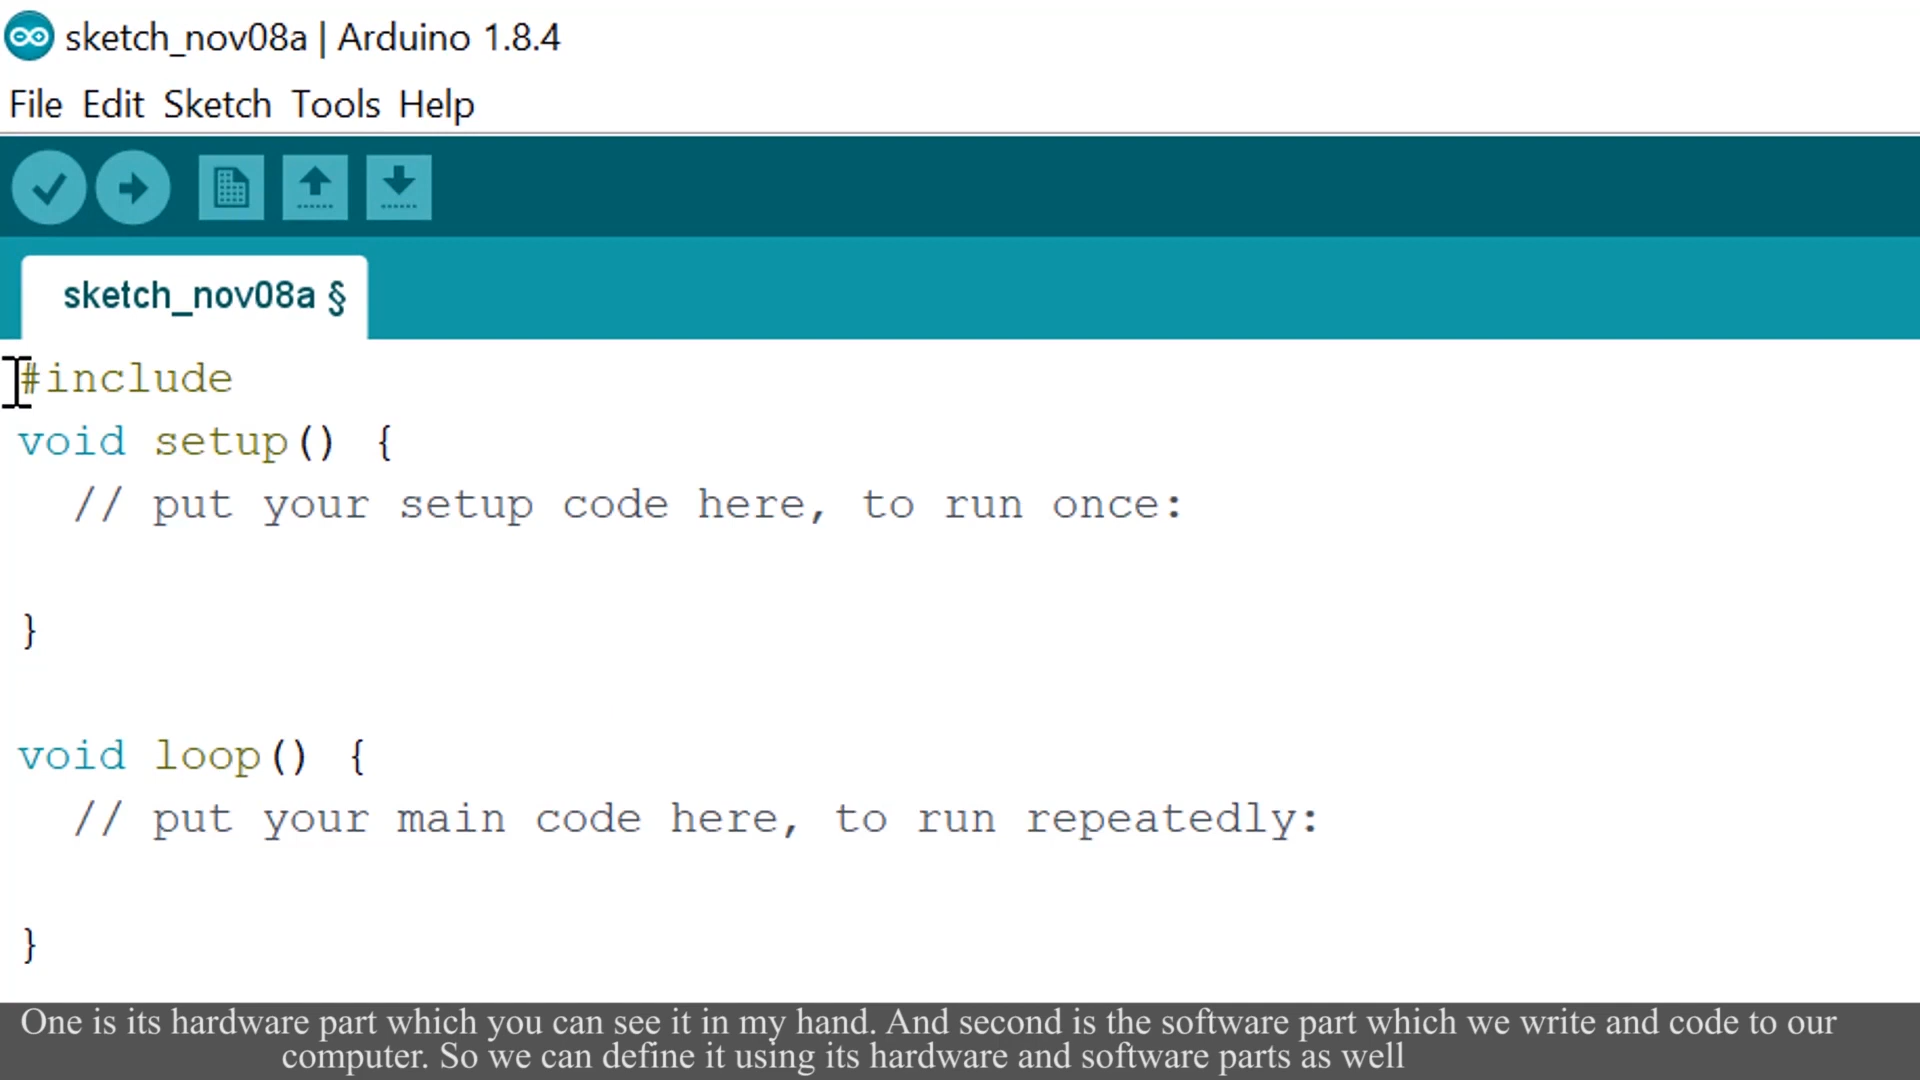 sketch_nov08a | Arduino 1.8.4
File Edit Sketch Tools Help
sketch_nov08a §
#include
void setup() {
// put your setup code here, to run once:
}
void loop() {
// put your main code here, to run repeatedly:
}
One is its hardware part which you can see it in my hand. And second is the software part which we write and code to our
computer. So we can define it using its hardware and software parts as well